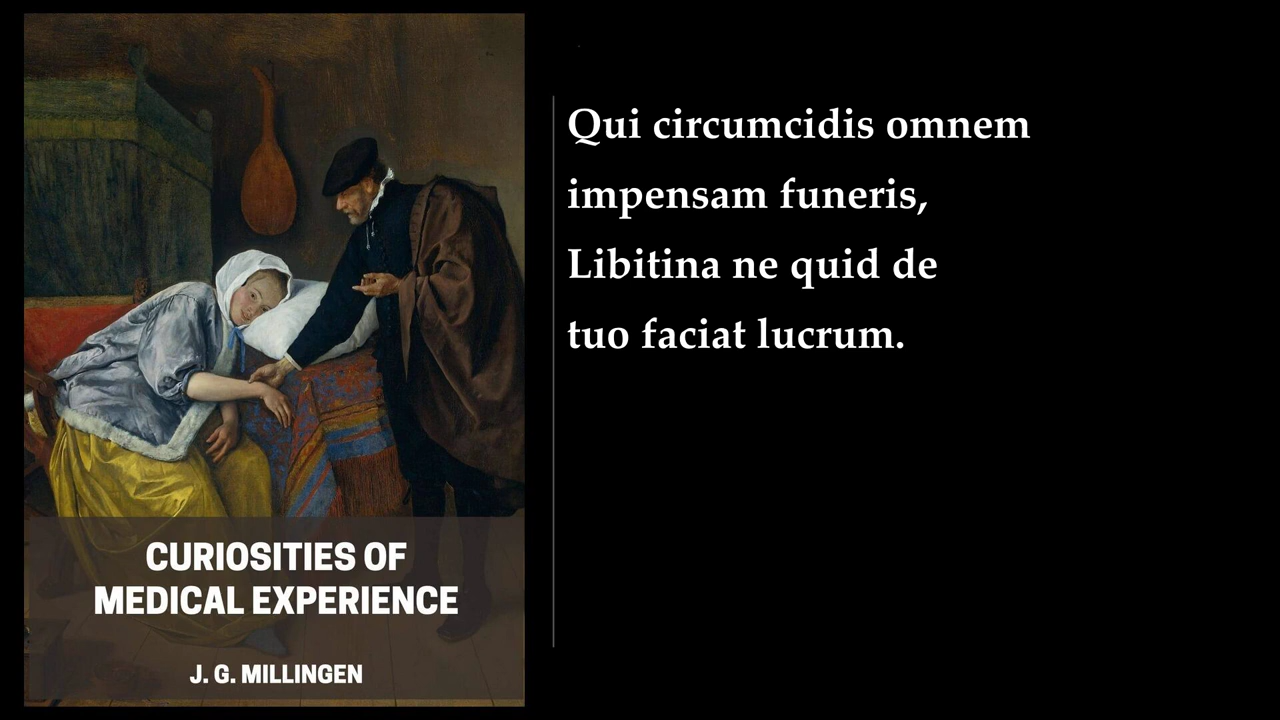 Qui circumcidis omnem
impensam funeris,
Libitina ne quid de
tuo faciat lucrum.
CURIOSITIES OF
MEDICAL EXPERIENCE
J. G. MILLINGEN